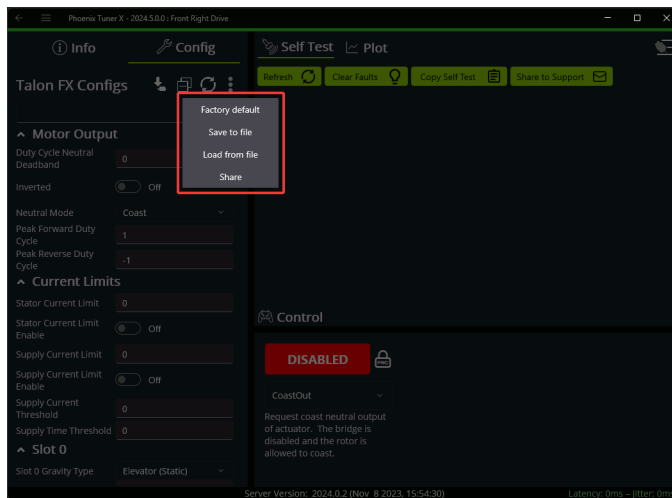 Phoenix Tuner X - 2024.5.0.0 : Front Right Drive
Info
Config
Self Test
Plot
Talon FX Configs
Refresh
Clear Faults
Copy Self Test
Share to Support
Factory default
Save to file
Load from file
Share
Motor Output
Duty Cycle Neutral
Deadband
0
Inverted
Off
Neutral Mode
Coast
Peak Forward Duty
Cycle
1
Peak Reverse Duty
Cycle
-1
Current Limits
Stator Current Limit
0
Stator Current Limit
Enable
Off
Supply Current Limit
0
Supply Current Limit
Enable
Off
Supply Current
Threshold
0
Supply Time Threshold
0
Slot 0
Slot 0 Gravity Type
Elevator (Static)
Control
DISABLED
PRO
CoastOut
Request coast neutral output
of actuator. The bridge is
disabled and the rotor is
allowed to coast.
Server Version: 2024.0.2 (Nov 8 2023, 15:54:30)
Latency: 0ms – Jitter: 0ms